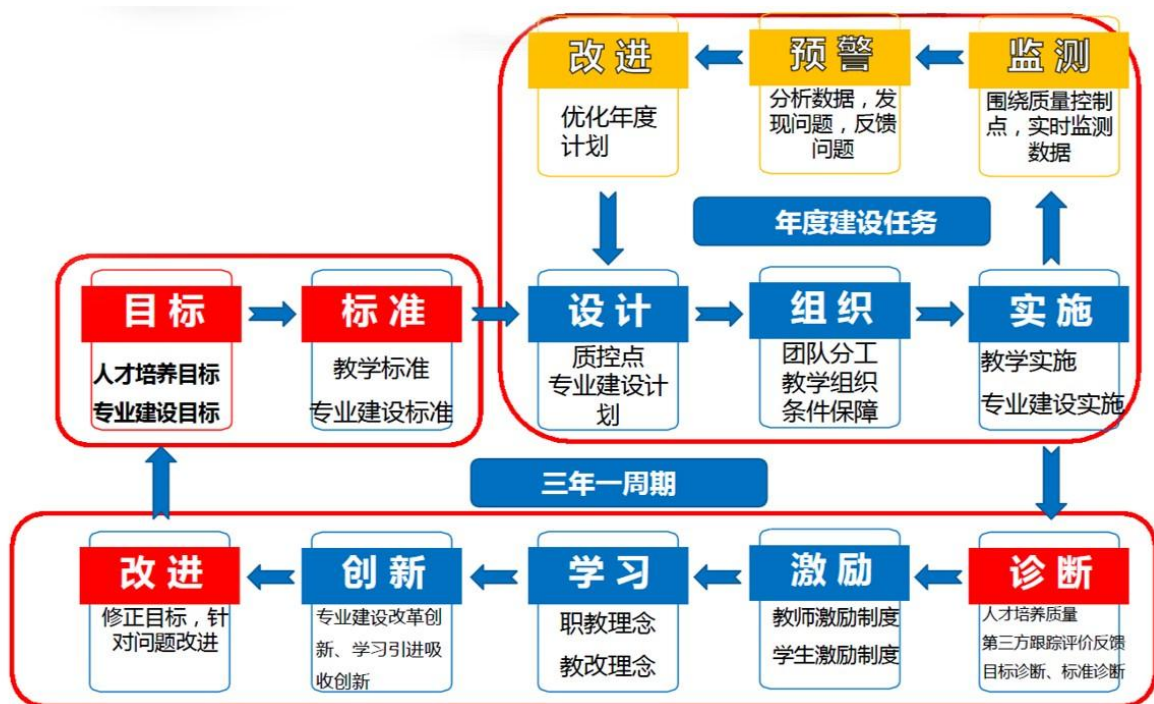 改进
优化年度
计划
预警
分析数据，发
现问题，反馈
问题
监测
围绕质量控制
点，实时监测
数据
年度建设任务
目标
人才培养目标
专业建设目标
标准
教学标准
专业建设标准
设计
质控点
专业建设计
划
组织
团队分工
教学组织
条件保障
实施
教学实施
专业建设实施
三年一周期
改进
修正目标，针
对问题改进
创新
专业建设改革创
新、学习引进吸
收创新
学习
职教理念
教改理念
激励
教师激励制度
学生激励制度
诊断
人才培养质量
第三方跟踪评价反馈
目标诊断、标准诊断